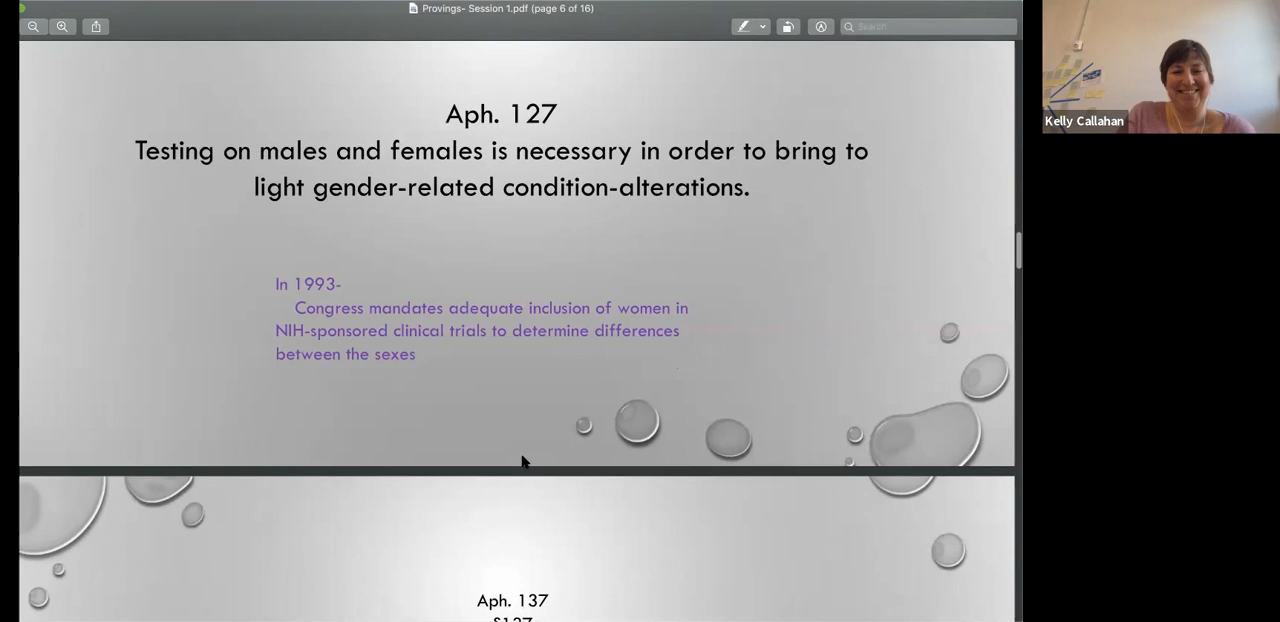 Provings- Session 1.pdf (page 6 of 16)
Search
Aph. 127
Testing on males and females is necessary in order to bring to
light gender-related condition-alterations.
In 1993-
Congress mandates adequate inclusion of women in
NIH-sponsored clinical trials to determine differences
between the sexes
Aph. 137
Kelly Callahan